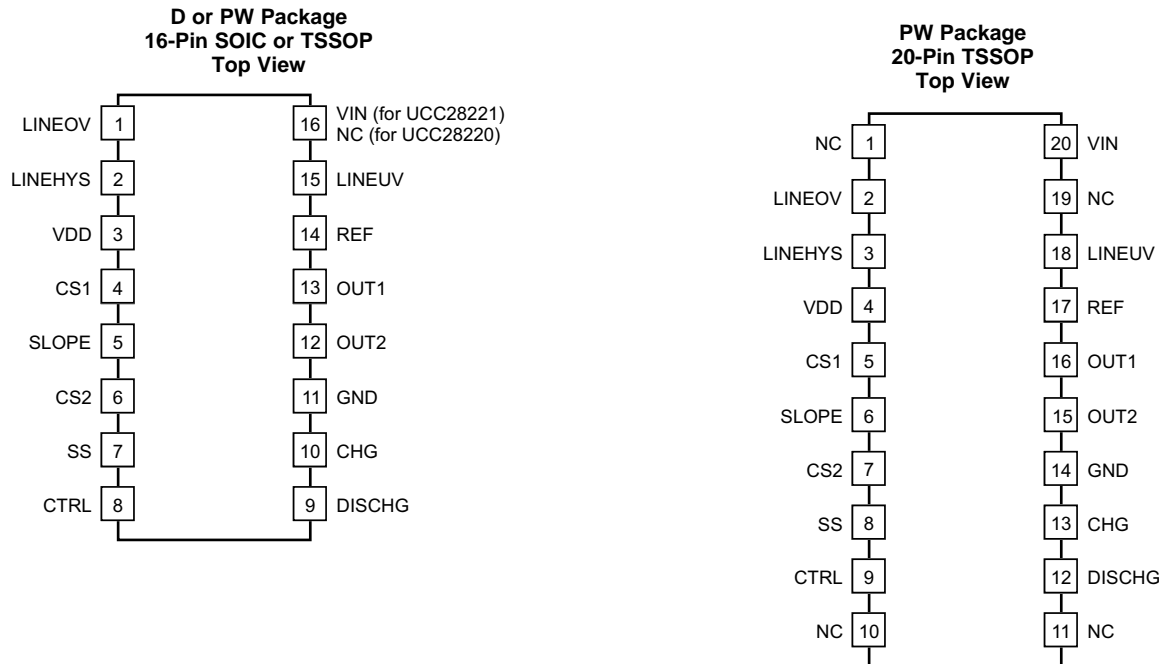 D or PW Package
16-Pin SOIC or TSSOP
Top View
LINEOV 1
16 VIN (for UCC28221)
NC (for UCC28220)
LINEHYS 2
15 LINEUV
VDD 3
14 REF
CS1 4
13 OUT1
SLOPE 5
12 OUT2
CS2 6
11 GND
SS 7
10 CHG
CTRL 8
9 DISCHG
PW Package
20-Pin TSSOP
Top View
NC 1
20 VIN
LINEOV 2
19 NC
LINEHYS 3
18 LINEUV
VDD 4
17 REF
CS1 5
16 OUT1
SLOPE 6
15 OUT2
CS2 7
14 GND
SS 8
13 CHG
CTRL 9
12 DISCHG
NC 10
11 NC